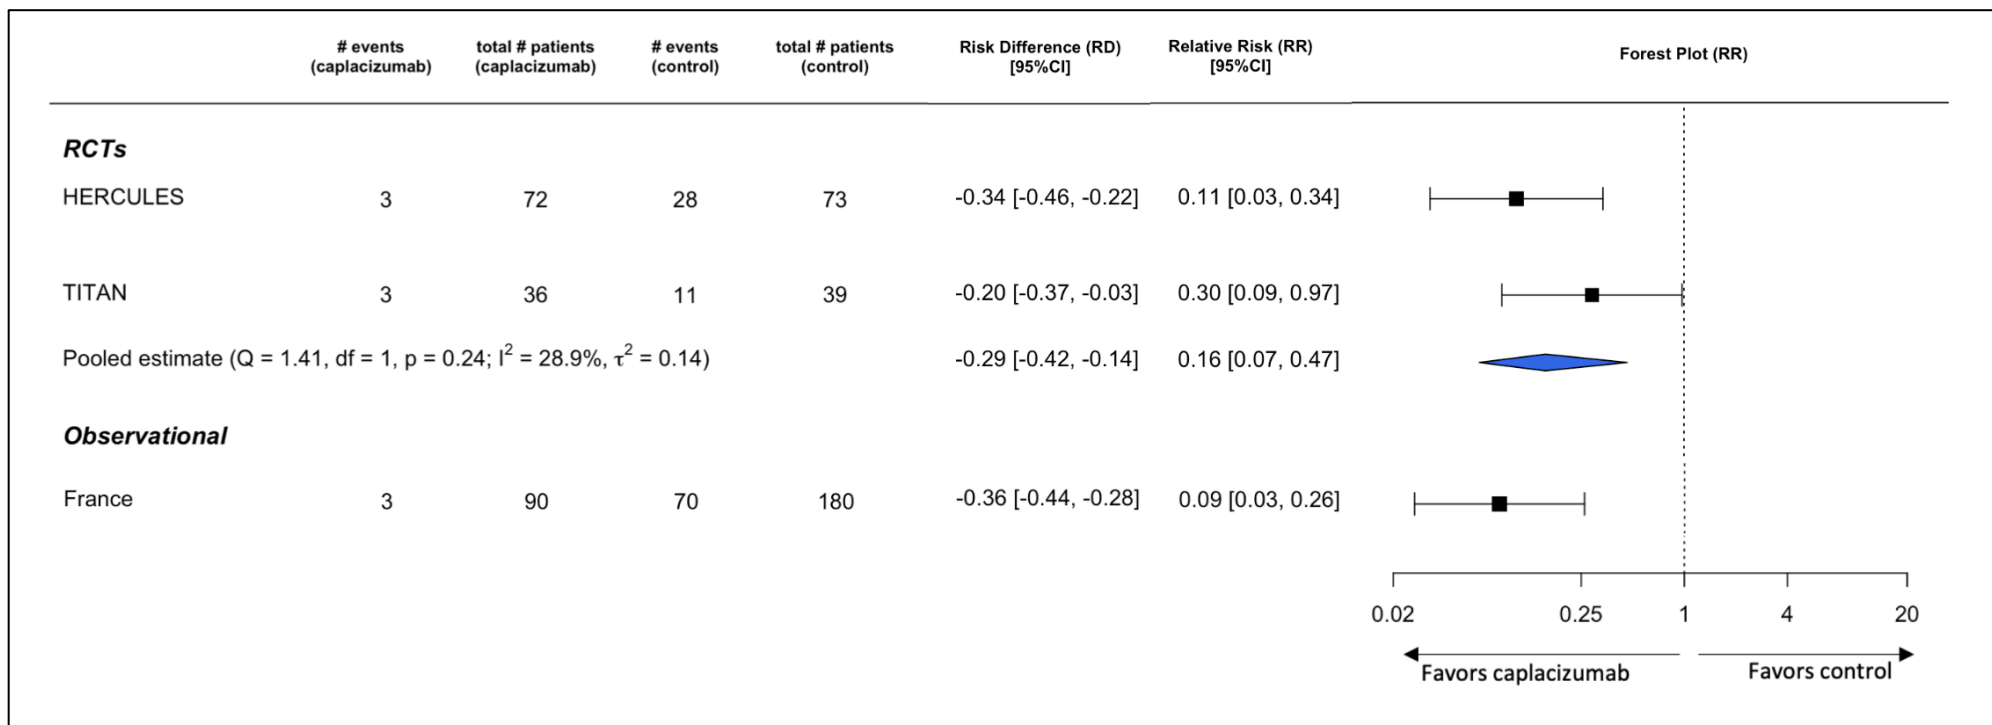 # events total # patients # events total # patients Risk Difference (RD) Relative Risk (RR) Forest Plot (RR)
(caplacizumab) (caplacizumab) (control) (control) [95%CI] [95%CI]
RCTs
HERCULES 3 72 28 73 -0.34 [-0.46, -0.22] 0.11 [0.03, 0.34]
TITAN 3 36 11 39 -0.20 [-0.37, -0.03] 0.30 [0.09, 0.97]
Pooled estimate (Q = 1.41, df = 1, p = 0.24; I² = 28.9%, τ² = 0.14) -0.29 [-0.42, -0.14] 0.16 [0.07, 0.47]
Observational
France 3 90 70 180 -0.36 [-0.44, -0.28] 0.09 [0.03, 0.26]
0.02 0.25 1 4 20
Favors caplacizumab Favors control